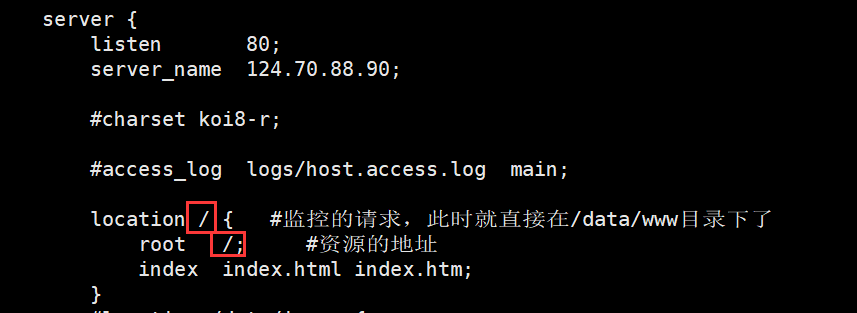 server {
listen 80;
server_name 124.70.88.90;
#charset koi8-r;
#access_log logs/host.access.log main;
location / { #监控的请求，此时就直接在/data/www目录下了
root /; #资源的地址
index index.html index.htm;
}